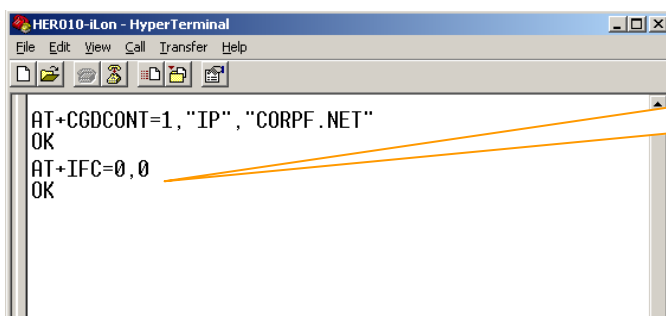 HER010-iLon - HyperTerminal
File Edit View Call Transfer Help
AT+CGDCONT=1,"IP","CORPF.NET"
OK
AT+IFC=0,0
OK